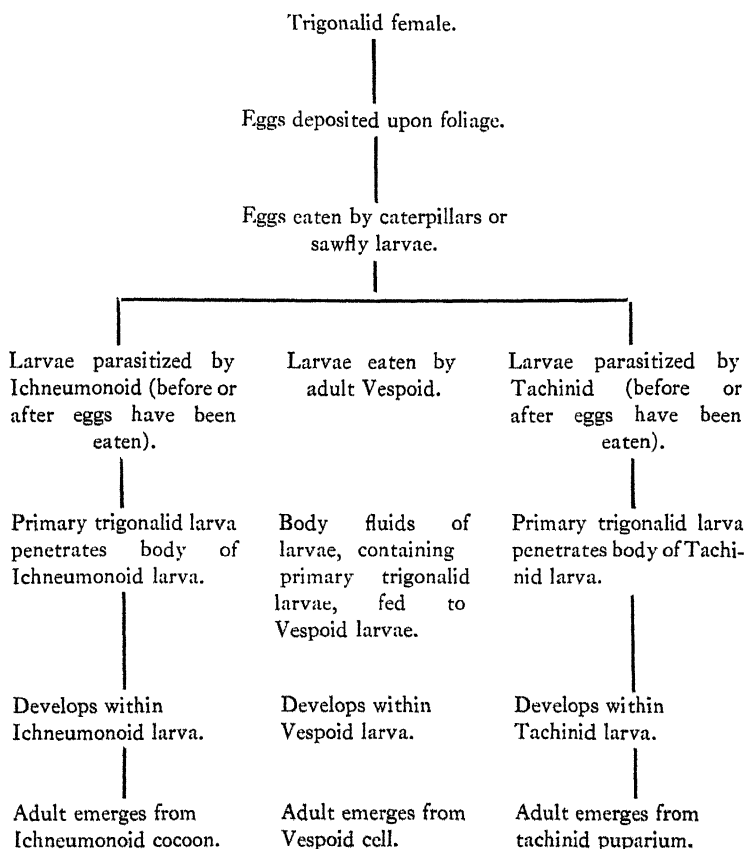 Trigonalid female.
Eggs deposited upon foliage.
Eggs eaten by caterpillars or
sawfly larvae.
Larvae parasitized by
Ichneumonoid (before or
after eggs have been
eaten).
Larvae eaten by
adult Vespoid.
Larvae parasitized by
Tachinid (before or
after eggs have been
eaten).
Primary trigonalid larva
penetrates body of
Ichneumonoid larva.
Body fluids of
larvae, containing
primary trigonalid
larvae, fed to
Vespoid larvae.
Primary trigonalid larva
penetrates body of Tachi-
nid larva.
Develops within
Ichneumonoid larva.
Develops within
Vespoid larva.
Develops within
Tachinid larva.
Adult emerges from
Ichneumonoid cocoon.
Adult emerges from
Vespoid cell.
Adult emerges from
tachinid puparium.